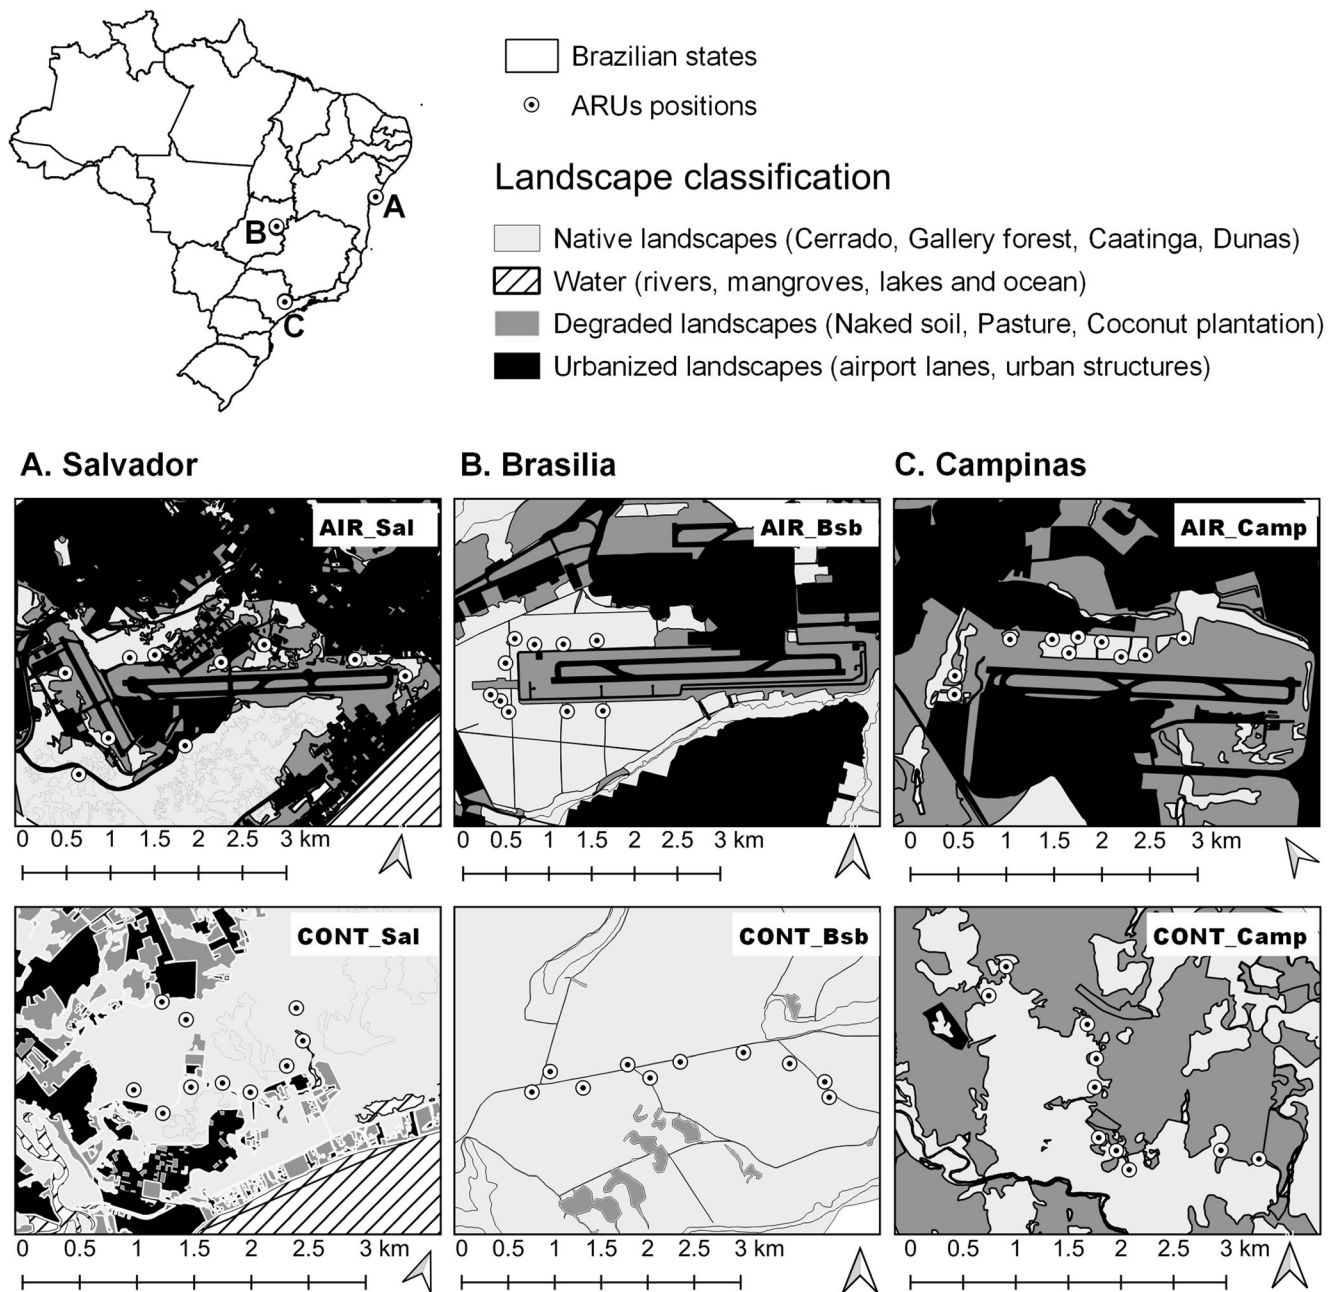 Brazilian states
ARUs positions
Landscape classification
A
B
C
Native landscapes (Cerrado, Gallery forest, Caatinga, Dunas)
Water (rivers, mangroves, lakes and ocean)
Degraded landscapes (Naked soil, Pasture, Coconut plantation)
Urbanized landscapes (airport lanes, urban structures)
A. Salvador
B. Brasilia
C. Campinas
AIR_Sal
AIR_Bsb
AIR_Camp
0 0.5 1 1.5 2 2.5 3 km
0 0.5 1 1.5 2 2.5 3 km
0 0.5 1 1.5 2 2.5 3 km
CONT_Sal
CONT_Bsb
CONT_Camp
0 0.5 1 1.5 2 2.5 3 km
0 0.5 1 1.5 2 2.5 3 km
0 0.5 1 1.5 2 2.5 3 km